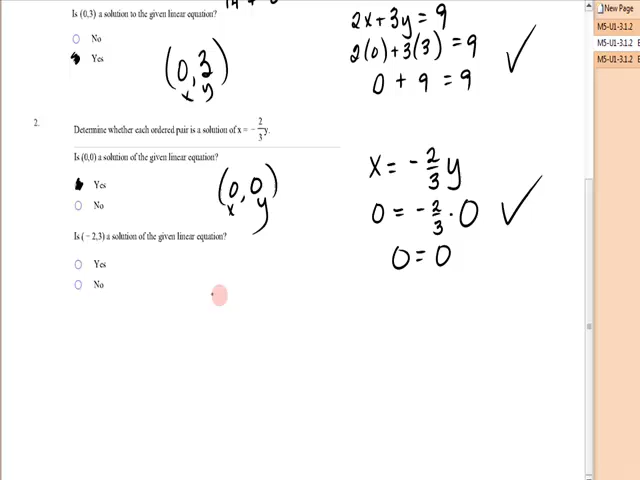 Is (0,3) a solution to the given linear equation?
No
Yes
(0, 3)
x y
2x+3y=9
2(0)+3(3) = 9
0 + 9 = 9
2.
Determine whether each ordered pair is a solution of x = - 2/3 y.
Is (0,0) a solution of the given linear equation?
Yes
No
(0, 0)
x y
x = - 2/3 y
0 = - 2/3 · 0
0 = 0
Is (- 2,3) a solution of the given linear equation?
Yes
No
New Page
M5-U1-3.1.2
M5-U1-3.1.2 E
M5-U1-3.1.2 E